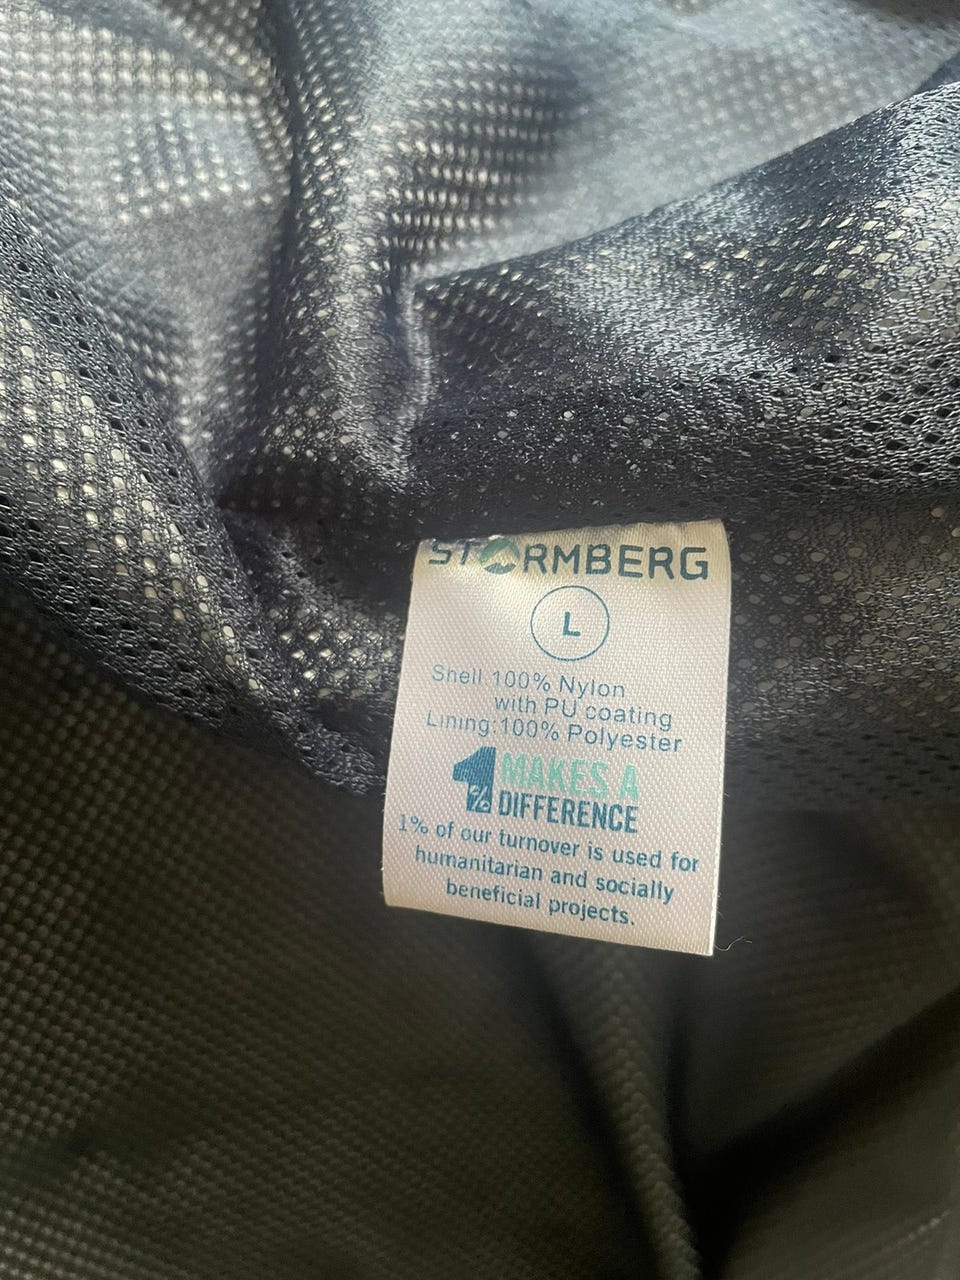 STORMBERG
L
Shell 100% Nylon
with PU coating
Lining:100% Polyester
1% MAKES A
DIFFERENCE
1% of our turnover is used for
humanitarian and socially
beneficial projects.